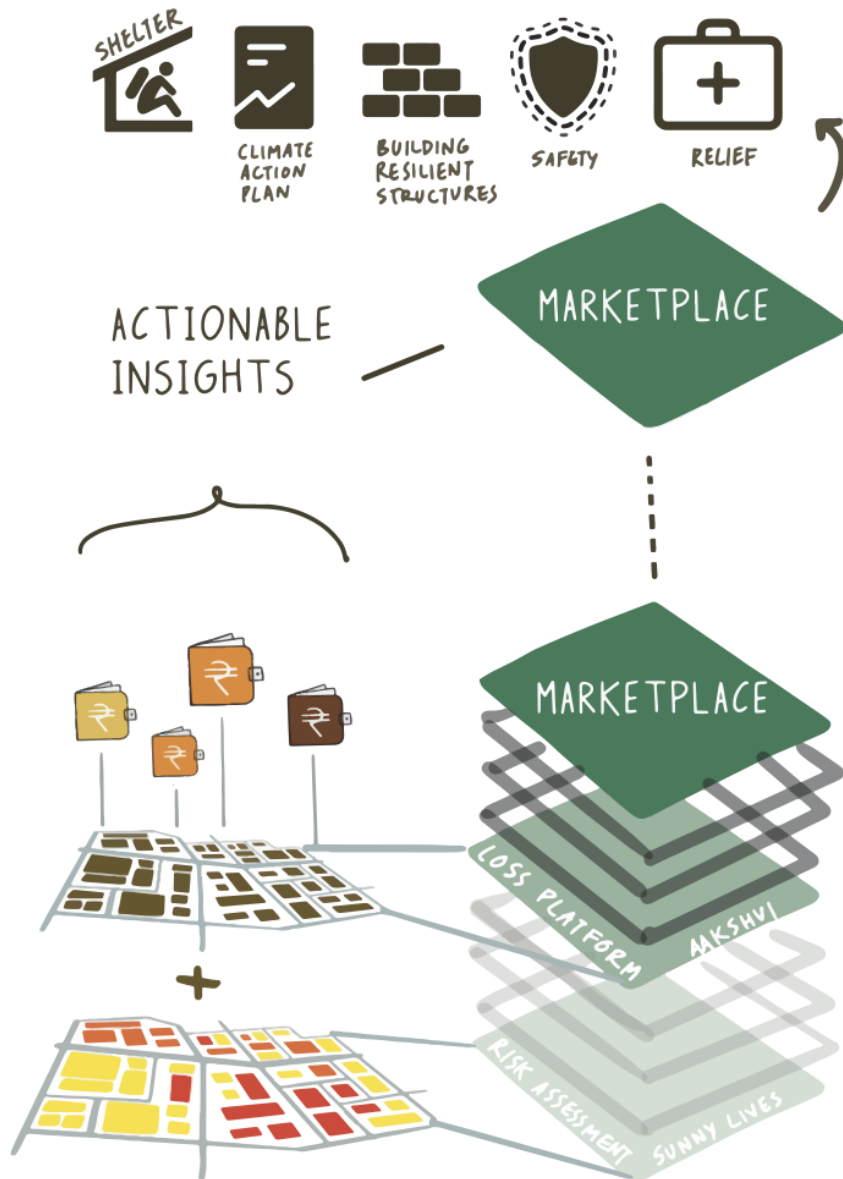 SHELTER
CLIMATE
ACTION
PLAN
BUILDING
RESILIENT
STRUCTURES
SAFETY
RELIEF
MARKETPLACE
ACTIONABLE
INSIGHTS
₹
₹
₹
₹
MARKETPLACE
LOSS PLATFORM
AAKSHVI
RISK ASSESSMENT
SUNNY LIVES